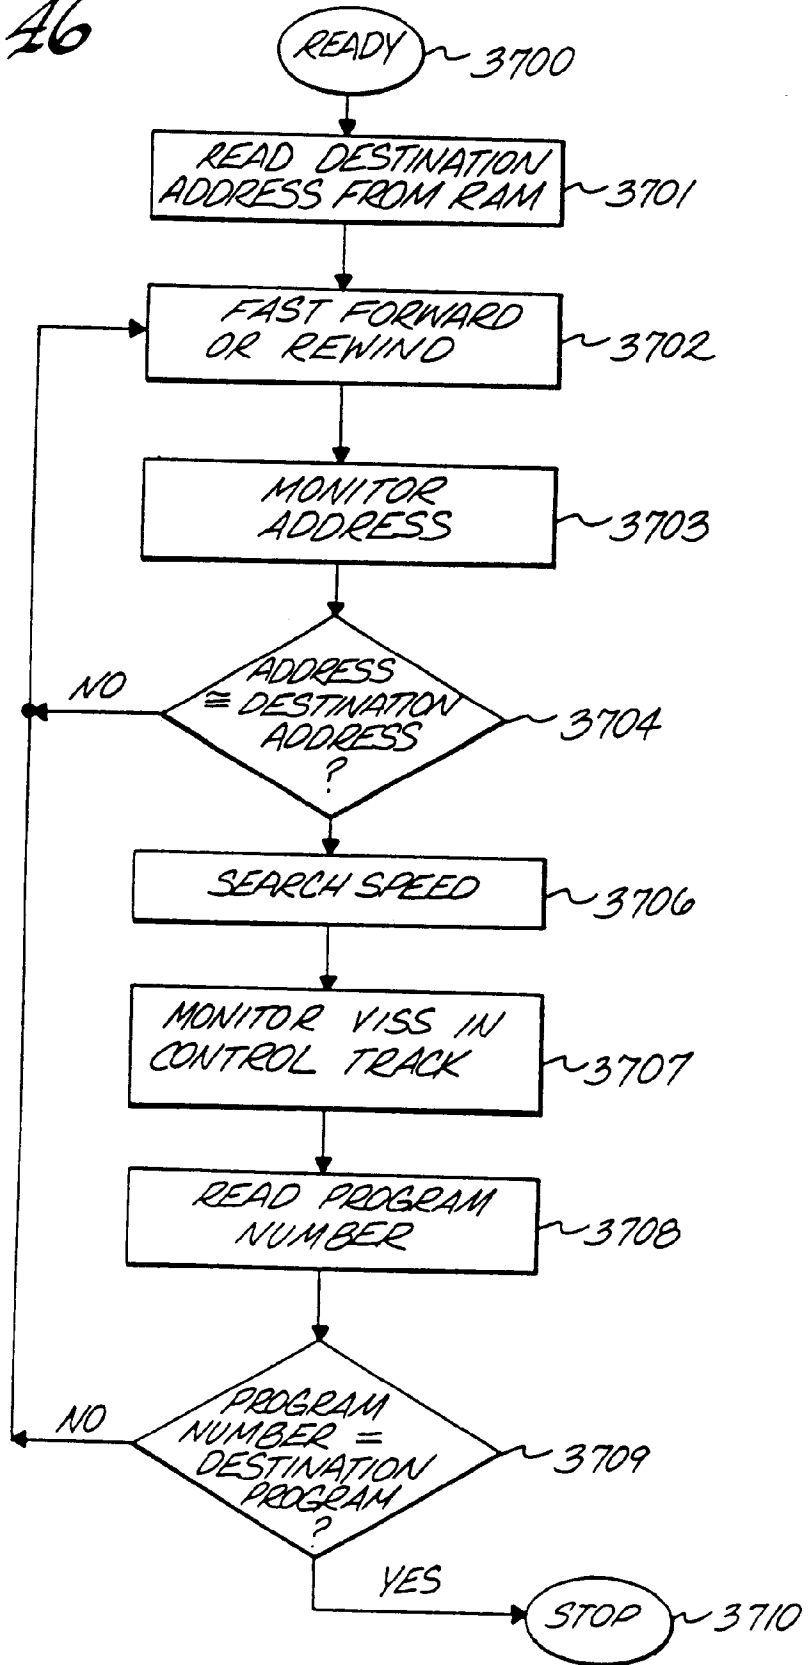 46
READY
3700
READ DESTINATION
ADDRESS FROM RAM
3701
FAST FORWARD
OR REWIND
3702
MONITOR
ADDRESS
3703
ADDRESS
≅ DESTINATION
ADDRESS
?
NO
3704
SEARCH SPEED
3706
MONITOR VISS IN
CONTROL TRACK
3707
READ PROGRAM
NUMBER
3708
PROGRAM
NUMBER =
DESTINATION
PROGRAM
?
NO
3709
YES
STOP
3710